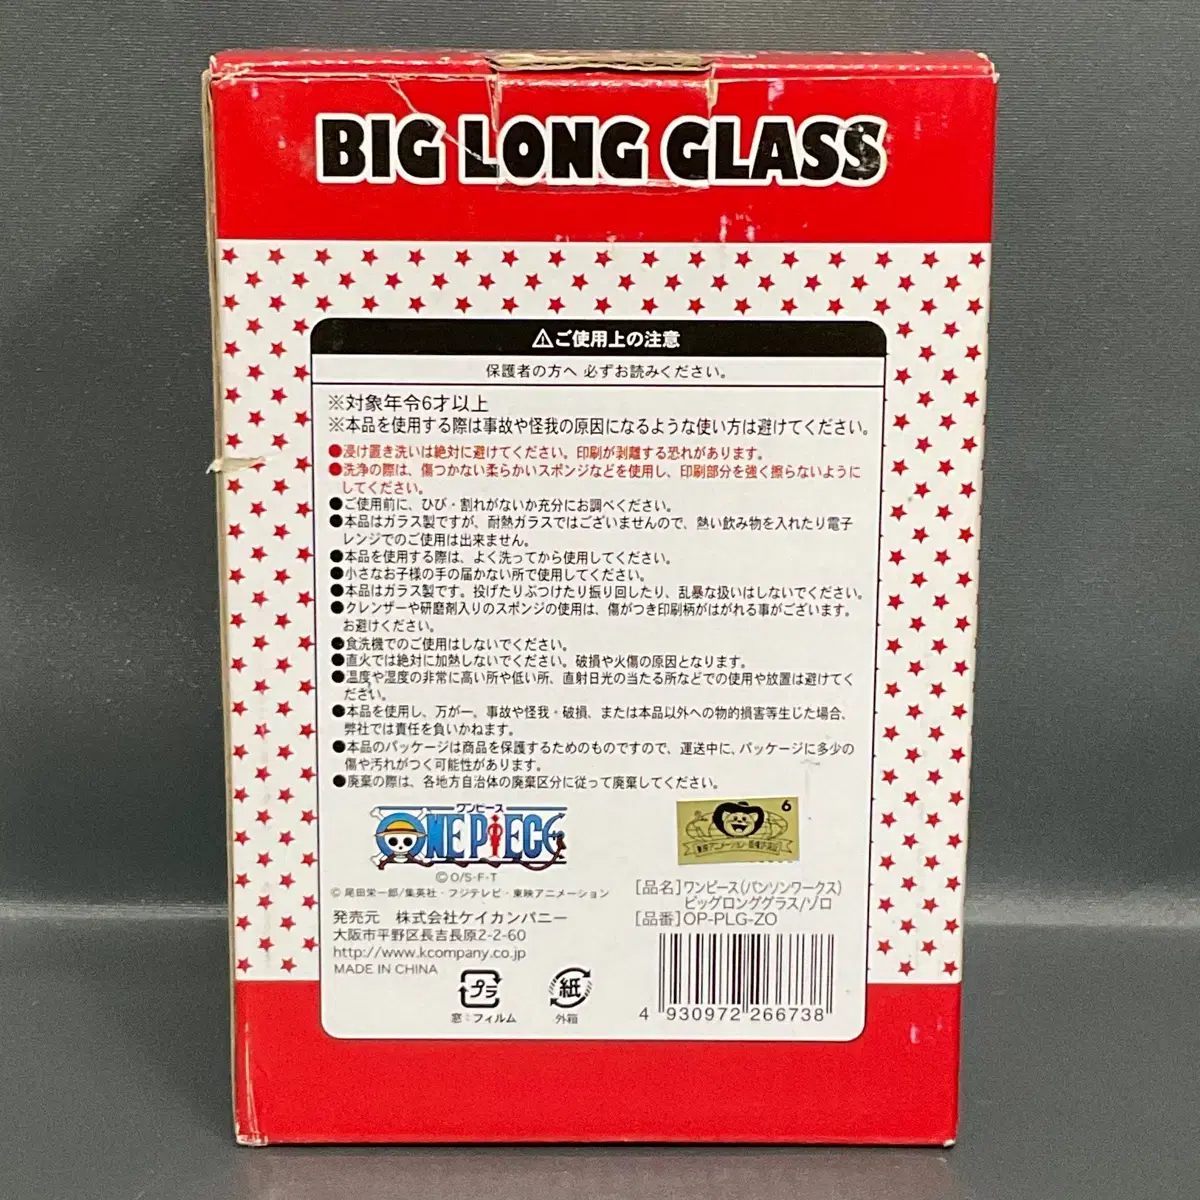 BIG LONG GLASS
⚠ご使用上の注意
保護者の方へ 必ずお読みください。
※対象年令6才以上
※本品を使用する際は事故や怪我の原因になるような使い方は避けてください。
●浸け置き洗いは絶対に避けてください。印刷が剥離する恐れがあります。
●洗浄の際は、傷つかない柔らかいスポンジなどを使用し、印刷部分を強く擦らないように
してください。
●ご使用前に、ひび・割れがないか充分にお調べください。
●本品はガラス製ですが、耐熱ガラスではございませんので、熱い飲み物を入れたり電子
レンジでのご使用は出来ません。
●本品を使用する際は、よく洗ってから使用してください。
●小さなお子様の手の届かない所で使用してください。
●本品はガラス製です。投げたりぶつけたり振り回したり、乱暴な扱いはしないでください。
●クレンザーや研磨剤入りのスポンジの使用は、傷がつき印刷柄がはがれる事がございます。
お避けください。
●食洗機でのご使用はしないでください。
●直火では絶対に加熱しないでください。破損や火傷の原因となります。
●温度や湿度の非常に高い所や低い所、直射日光の当たる所などでの使用や放置は避けてく
ださい。
●本品を使用し、万が一、事故や怪我・破損、または本品以外への物的損害等生じた場合、
弊社では責任を負いかねます。
●本品のパッケージは商品を保護するためのものですので、運送中に、パッケージに多少の
傷や汚れがつく可能性があります。
●廃棄の際は、各地方自治体の廃棄区分に従って廃棄してください。
ワンピース
ONE PIECE
©O/S・F・T
© 尾田栄一郎/集英社・フジテレビ・東映アニメーション
発売元 株式会社ケイカンパニー
大阪市平野区長吉長原2-2-60
http://www.kcompany.co.jp
MADE IN CHINA
プラ
窓:フィルム
紙
外箱
6
[品名]ワンピース(パンソンワークス)
ビッグロンググラス/ゾロ
[品番]OP-PLG-ZO
4 930972 266738